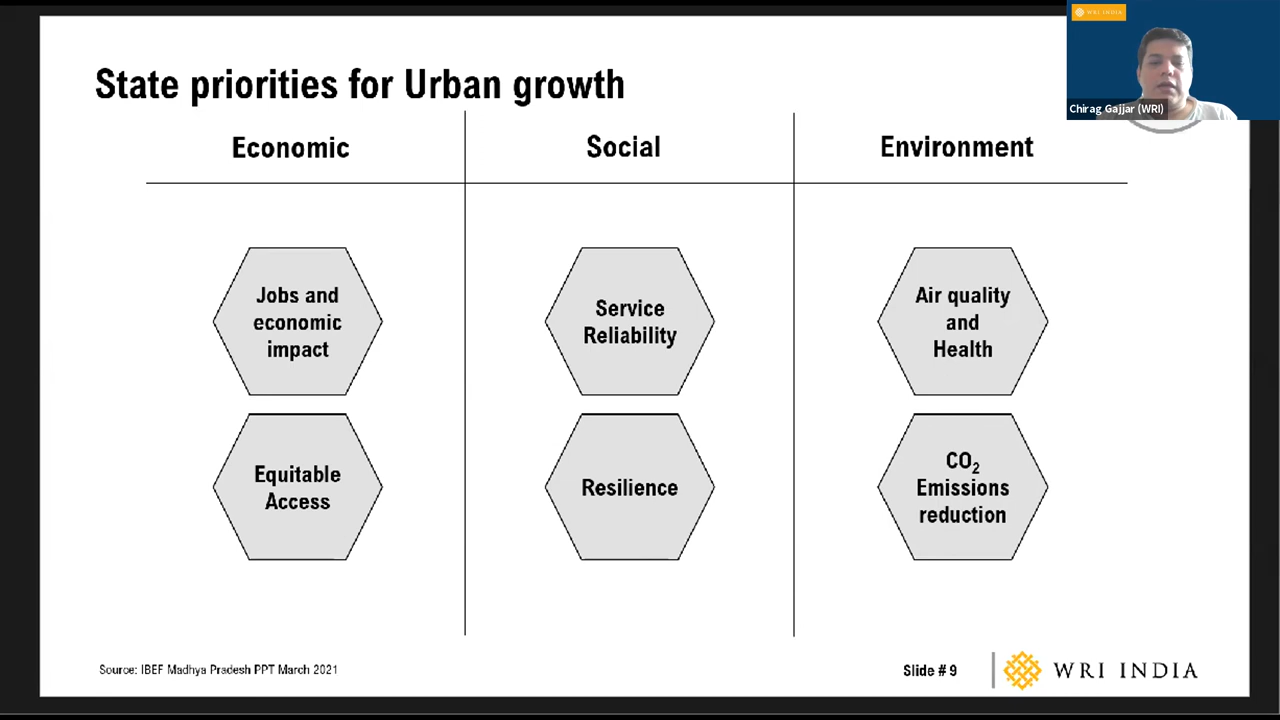 WRI INDIA
Chirag Gajjar (WRI)
State priorities for Urban growth
Economic
Social
Environment
Jobs and
economic
impact
Service
Reliability
Air quality
and
Health
Equitable
Access
Resilience
CO₂
Emissions
reduction
Source: IBEF Madhya Pradesh PPT March 2021
Slide # 9
WRI INDIA